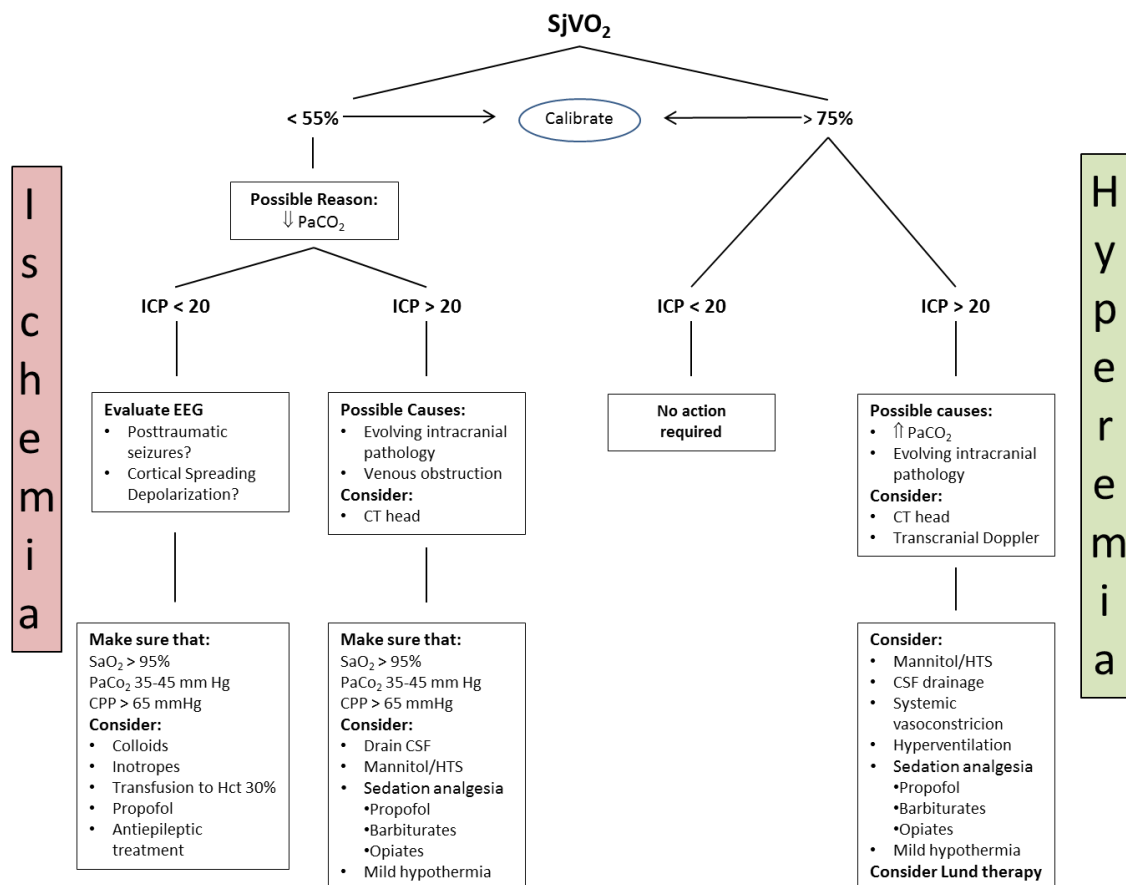 SjVO₂
< 55%
Calibrate
> 75%
Ischemia
Hyperemia
Possible Reason:
⇓ PaCO₂
ICP < 20
ICP > 20
ICP < 20
ICP > 20
Evaluate EEG
• Posttraumatic
seizures?
• Cortical Spreading
Depolarization?
Possible Causes:
• Evolving intracranial
pathology
• Venous obstruction
Consider:
• CT head
No action
required
Possible causes:
• ⇑ PaCO₂
• Evolving intracranial
pathology
Consider:
• CT head
• Transcranial Doppler
Make sure that:
SaO₂ > 95%
PaCo₂ 35-45 mm Hg
CPP > 65 mmHg
Consider:
• Colloids
• Inotropes
• Transfusion to Hct 30%
• Propofol
• Antiepileptic
treatment
Make sure that:
SaO₂ > 95%
PaCo₂ 35-45 mm Hg
CPP > 65 mmHg
Consider:
• Drain CSF
• Mannitol/HTS
• Sedation analgesia
•Propofol
•Barbiturates
•Opiates
• Mild hypothermia
Consider:
• Mannitol/HTS
• CSF drainage
• Systemic
vasoconstricion
• Hyperventilation
• Sedation analgesia
•Propofol
•Barbiturates
•Opiates
• Mild hypothermia
Consider Lund therapy